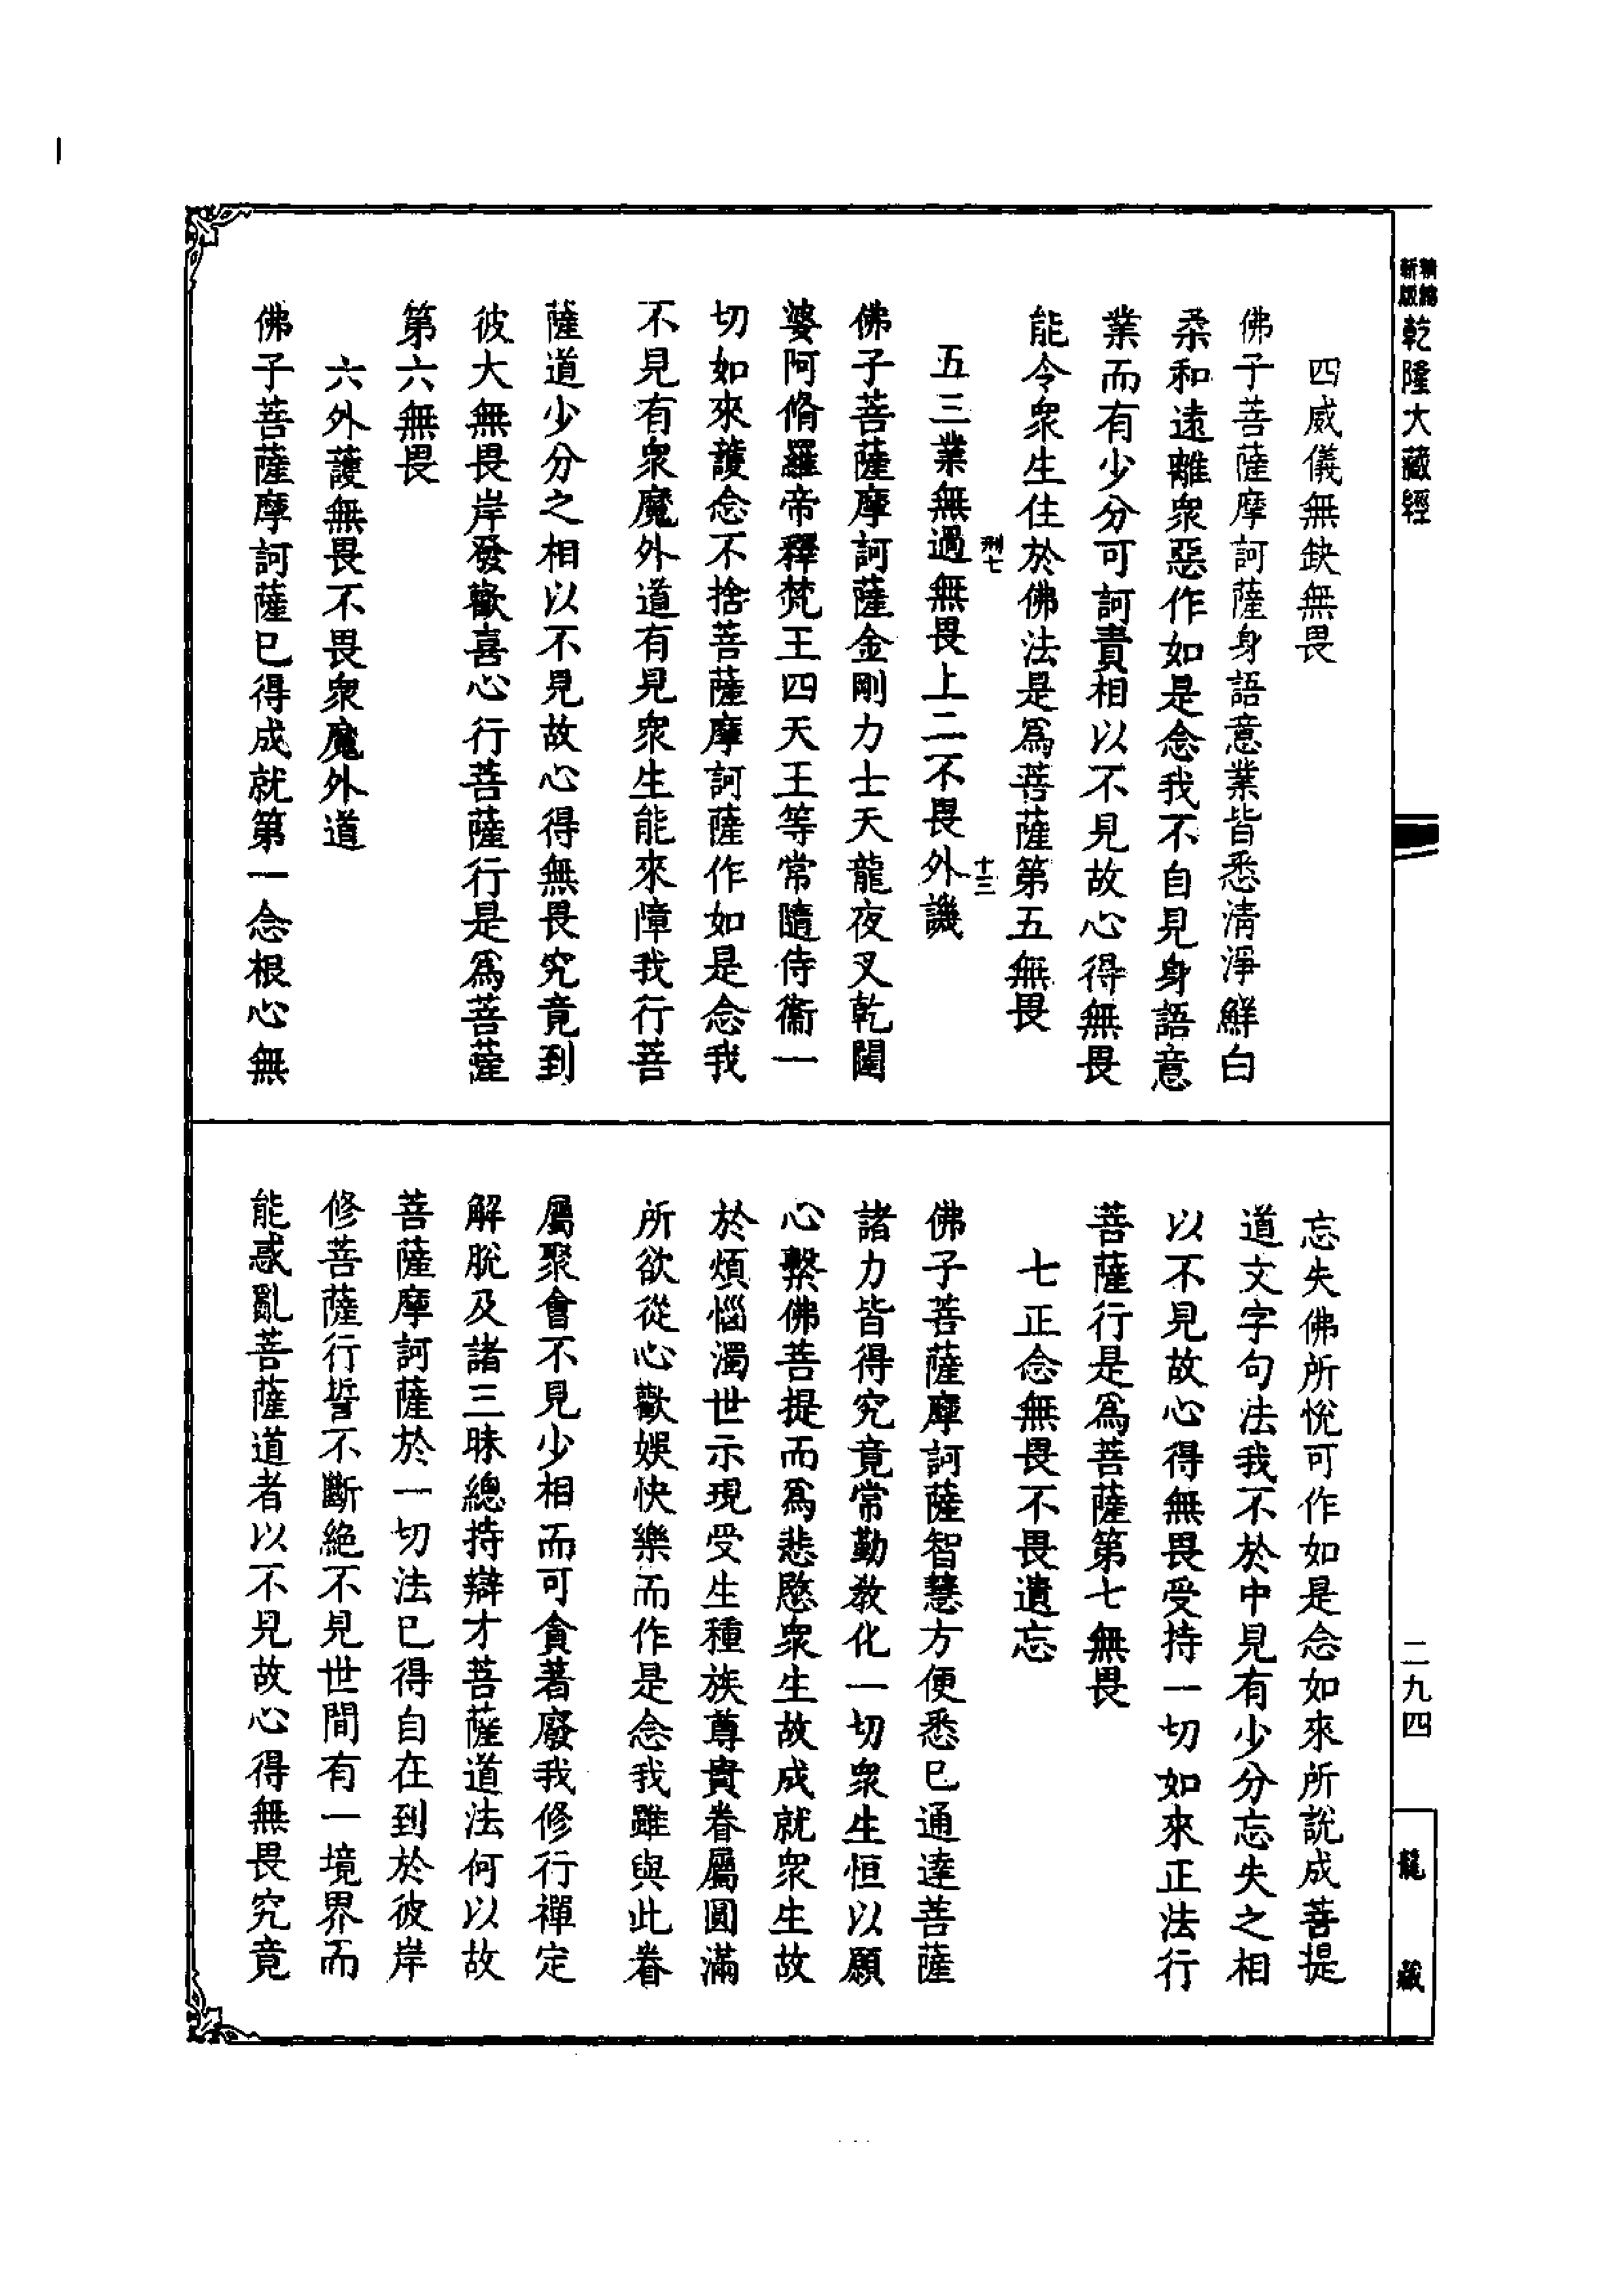 精縮
新版
乾隆大藏經
四威儀無缺無畏
佛子菩薩摩訶薩身語意業皆悉清淨鮮白
柔和遠離衆惡作如是念我不自見身語意
業而有少分可訶責相以不見故心得無畏
能令衆生住於佛法是爲菩薩第五無畏
刑七
十三
五三業無過無畏上二不畏外譏
佛子菩薩摩訶薩金剛力士天龍夜叉乾闥
婆阿脩羅帝釋梵王四天王等常隨侍衞一
切如來護念不捨菩薩摩訶薩作如是念我
不見有衆魔外道有見衆生能來障我行菩
薩道少分之相以不見故心得無畏究竟到
彼大無畏岸發歡喜心行菩薩行是爲菩薩
第六無畏
六外護無畏不畏衆魔外道
佛子菩薩摩訶薩已得成就第一念根心無
忘失佛所悅可作如是念如來所說成菩提
道文字句法我不於中見有少分忘失之相
以不見故心得無畏受持一切如來正法行
菩薩行是爲菩薩第七無畏
七正念無畏不畏遺忘
佛子菩薩摩訶薩智慧方便悉已通達菩薩
諸力皆得究竟常勤教化一切衆生恒以願
心繫佛菩提而爲悲愍衆生故成就衆生故
於煩惱濁世示現受生種族尊貴眷屬圓滿
所欲從心歡娛快樂而作是念我雖與此眷
屬聚會不見少相而可貪著廢我修行禪定
解脫及諸三昧總持辯才菩薩道法何以故
菩薩摩訶薩於一切法已得自在到於彼岸
修菩薩行誓不斷絶不見世間有一境界而
能惑亂菩薩道者以不見故心得無畏究竟
二九四
龍藏